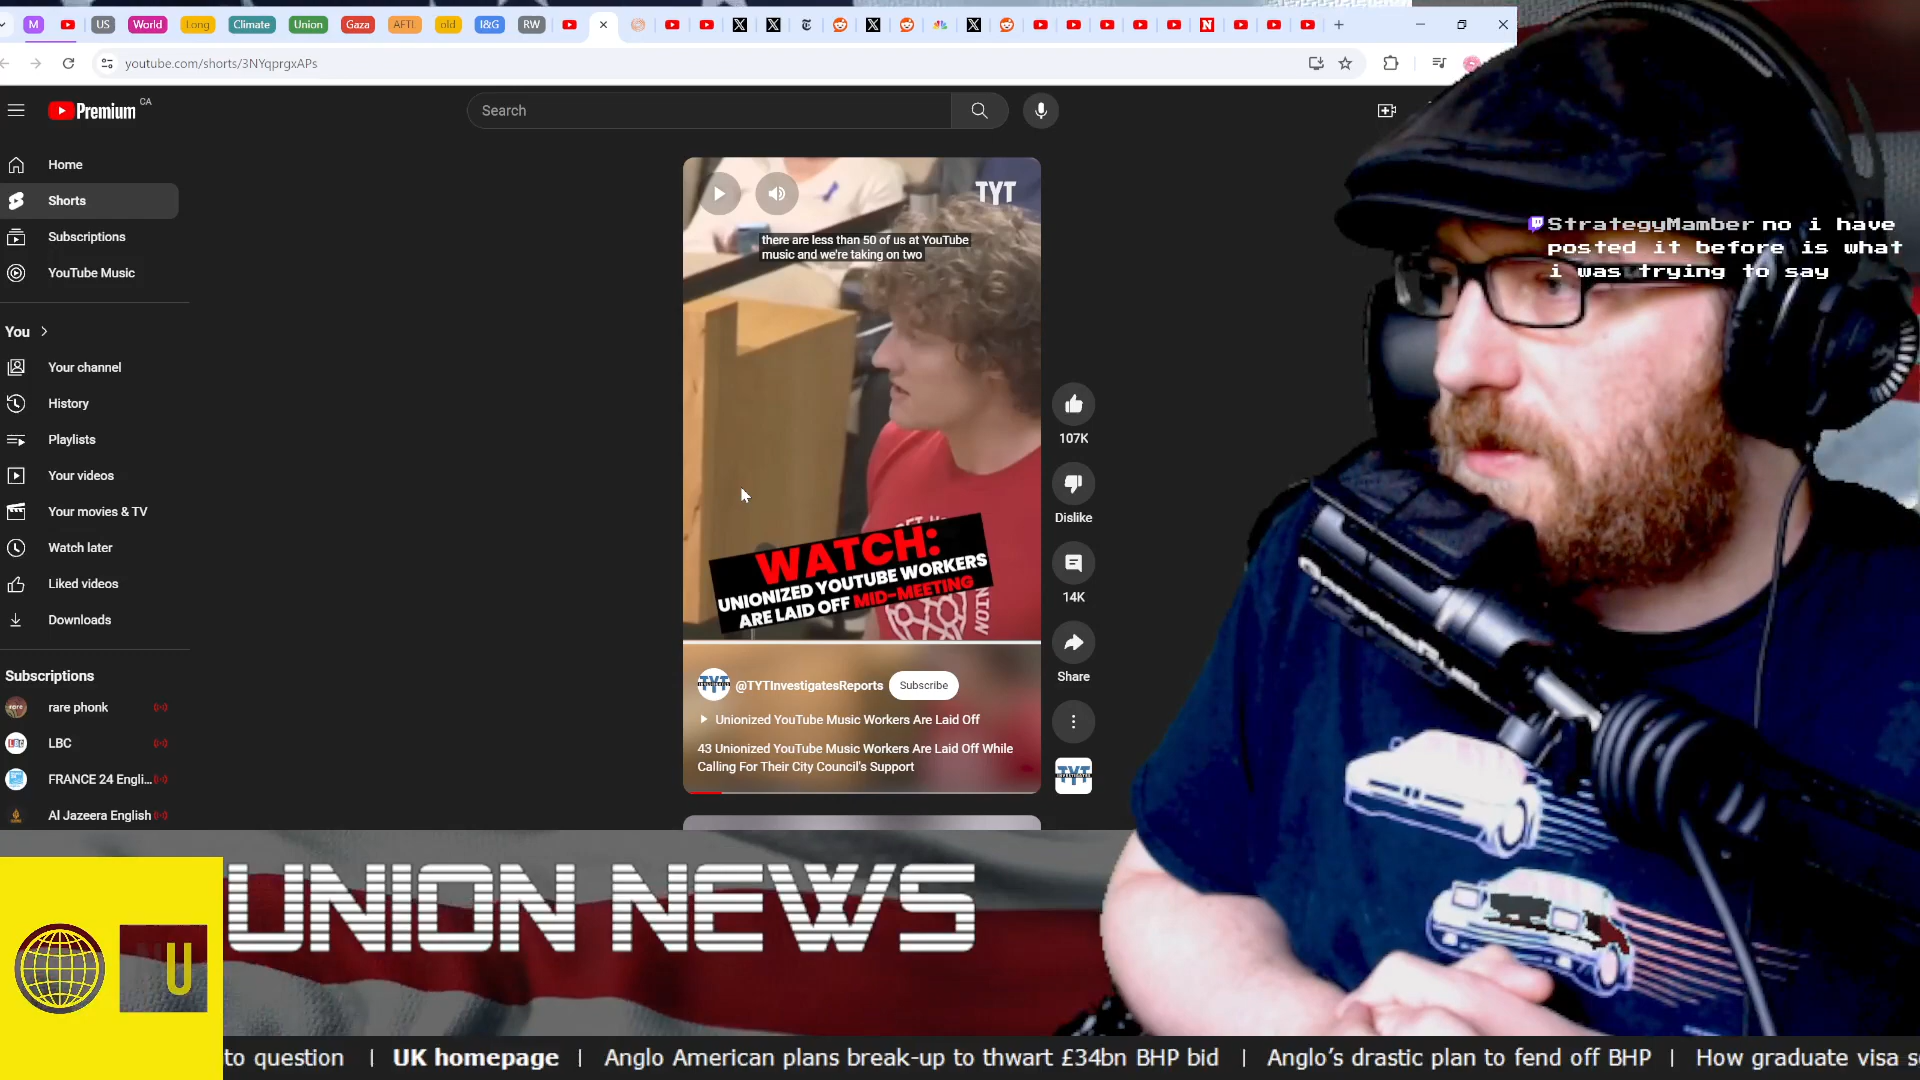 M
US
World
Long
Climate
Union
Gaza
AFTL
old
I&G
RW
youtube.com/shorts/3NYqprgxAPs
Premium CA
Search
Home
Shorts
Subscriptions
YouTube Music
You
Your channel
History
Playlists
Your videos
Your movies & TV
Watch later
Liked videos
Downloads
Subscriptions
rare phonk
LBC
FRANCE 24 Engli...
Al Jazeera English
TYT
there are less than 50 of us at YouTube
music and we're taking on two
WATCH:
UNIONIZED YOUTUBE WORKERS
ARE LAID OFF MID-MEETING
@TYTInvestigatesReports Subscribe
Unionized YouTube Music Workers Are Laid Off
43 Unionized YouTube Music Workers Are Laid Off While
Calling For Their City Council's Support
107K
Dislike
14K
Share
StrategyMamber no i have
posted it before is what
i was trying to say
UNION NEWS
U
to question | UK homepage | Anglo American plans break-up to thwart £34bn BHP bid | Anglo's drastic plan to fend off BHP | How graduate visa s